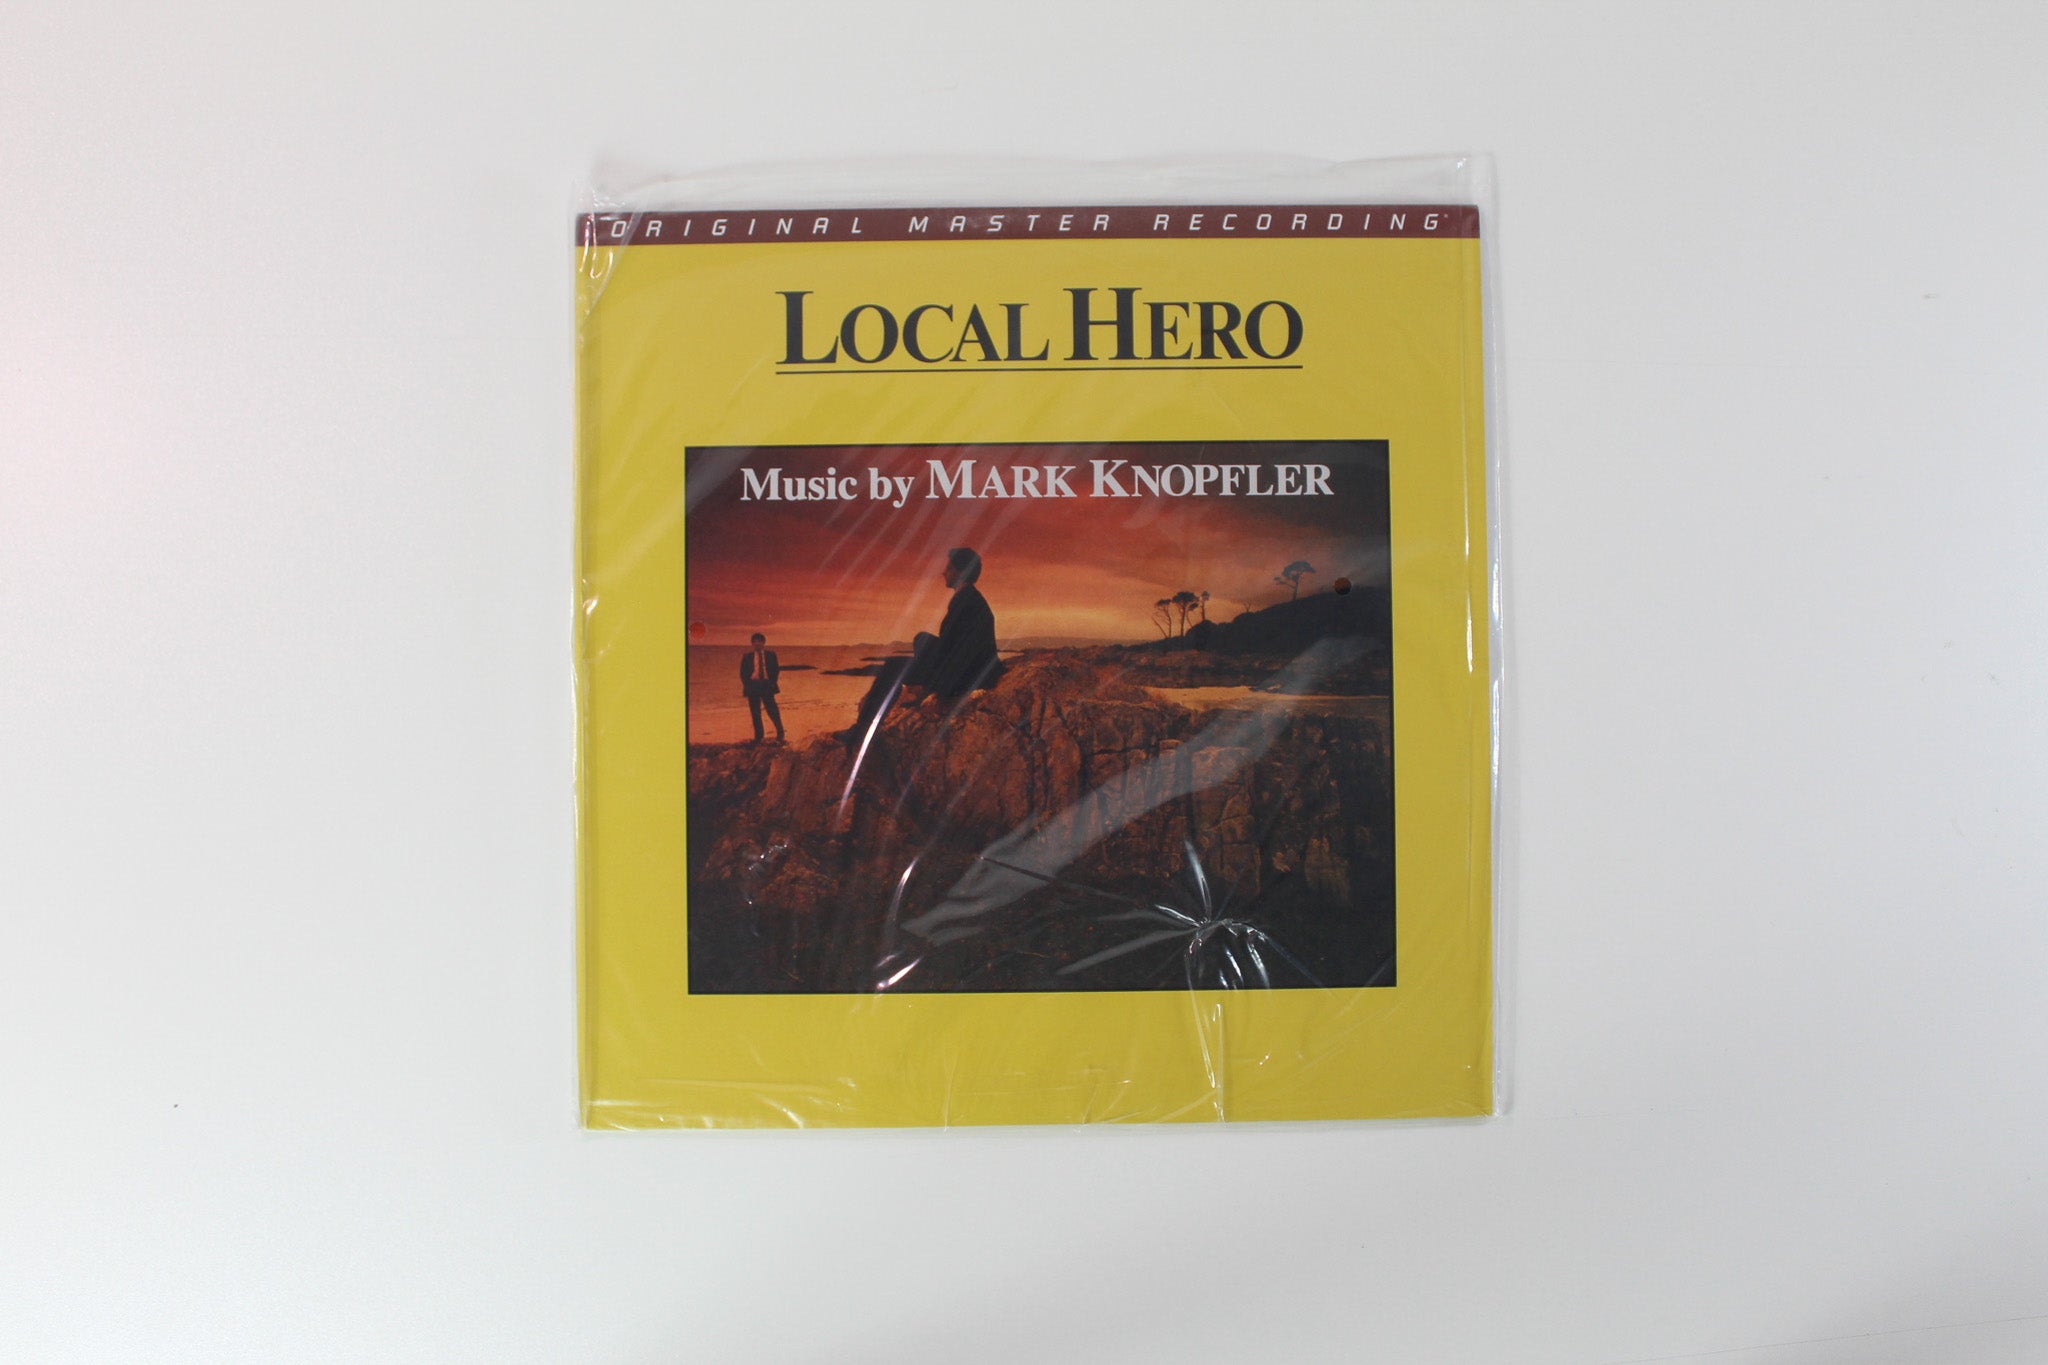 ORIGINAL MASTER RECORDING
LOCAL HERO
Music by MARK KNOPFLER